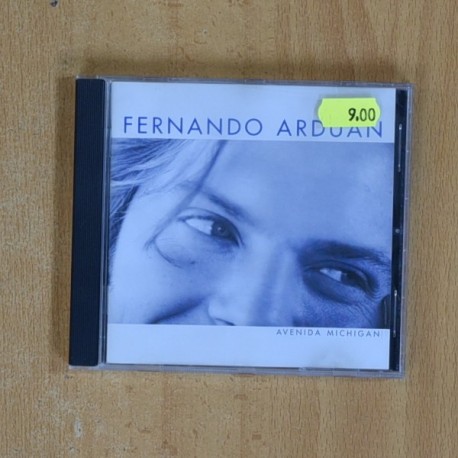 9.00
FERNANDO ARDUAN
AVENIDA MICHIGAN